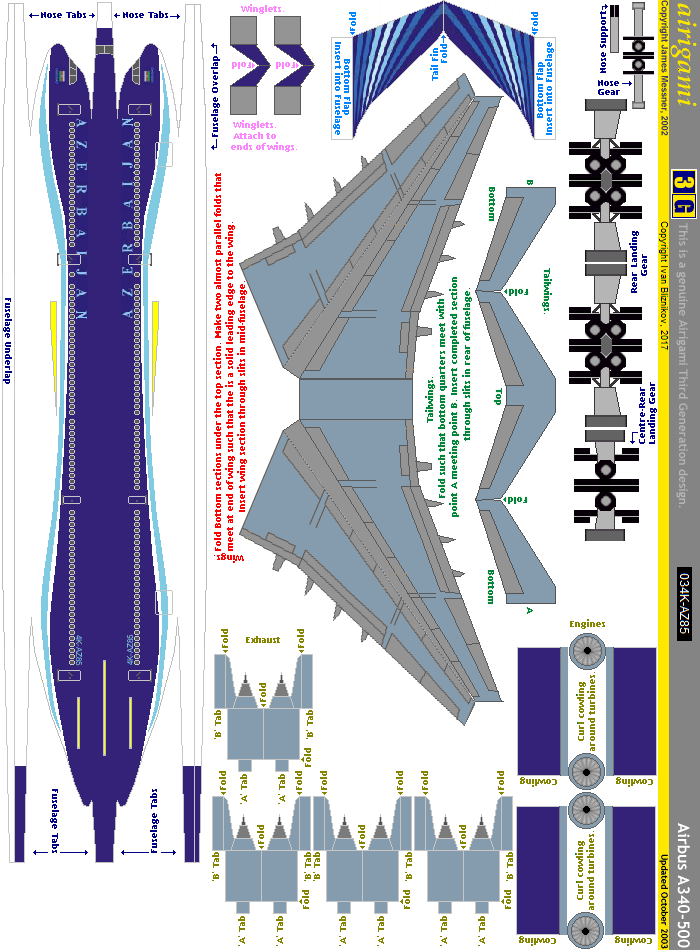 airigami
Copyright James Messner, 2002
3G
This is a genuine Airigami Third Generation design.
Copyright Ivan Bliznikov, 2017
034K-AZ85
Airbus A340-500
Updated October 2003
Nose Support
Nose
Gear
Rear Landing
Gear
Centre-Rear
Landing Gear
Fold
Fold
Tail Fin
Fold
Bottom Flap
Insert into Fuselage
Bottom Flap
Insert into Fuselage
Winglets.
Fold
Fold
Winglets.
Attach to
ends of wings.
Fuselage Overlap
Nose Tabs
Nose Tabs
AZERBAIJAN
AZERBAIJAN
4K-AZ85
4K-AZ85
Fuselage Underlap
Fuselage Tabs
Fuselage Tabs
Wings.
Fold Bottom sections under the top section. Make two almost parallel folds that
meet at end of wing such that the is a solid leading edge to the wing.
Insert wing section through slits in mid-fuselage
B
Bottom
Fold
Tailwings.
Top
Fold
Bottom
A
Tailwings.
Fold such that bottom quarters meet with
point A meeting point B. Insert completed section
through slits in rear of fuselage.
Engines
Curl cowling
around turbines.
Cowling
Cowling
Curl cowling
around turbines.
Cowling
Cowling
Exhaust
Fold
Fold
Fold
'B' Tab
'B' Tab
Fold
'A' Tab
'A' Tab
Fold
Fold
Fold
'B' Tab
'B' Tab
Fold
'A' Tab
'A' Tab
Fold
Fold
Fold
'B' Tab
'B' Tab
Fold
'A' Tab
'A' Tab
Fold
Fold
Fold
'B' Tab
'B' Tab
Fold
'A' Tab
'A' Tab